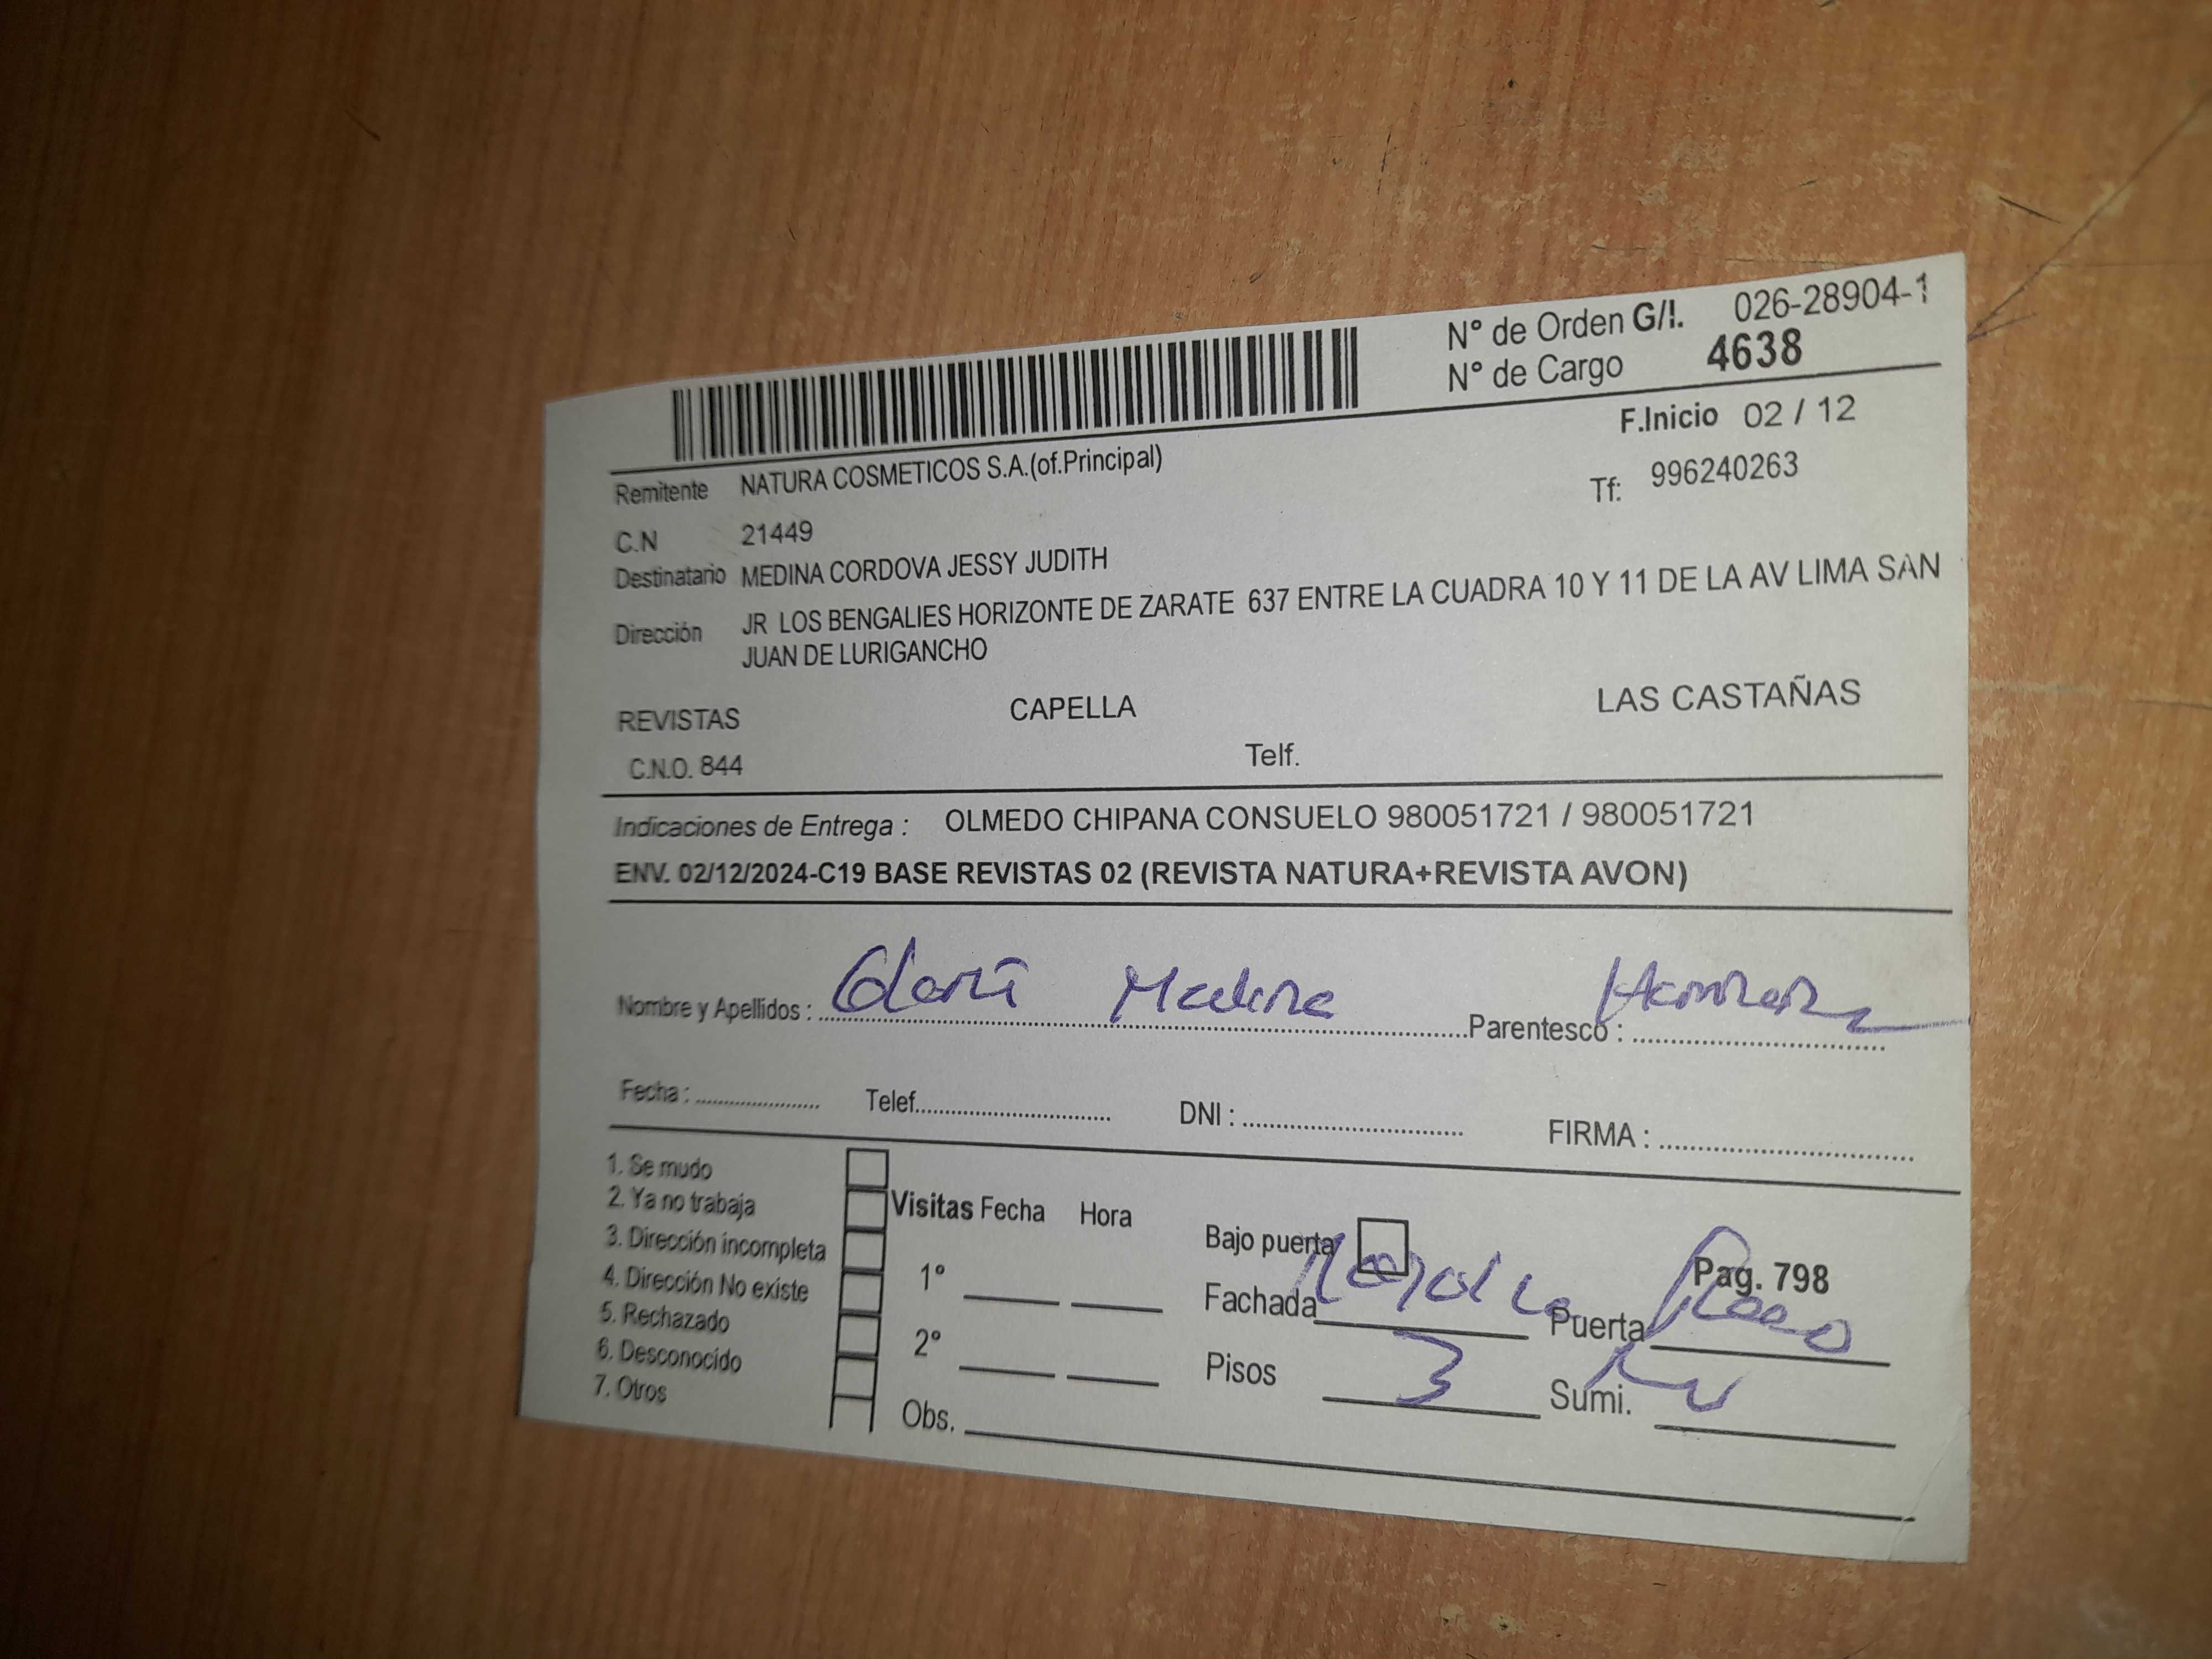 N° de Orden G/I. 026-28904-1
N° de Cargo 4638
F.Inicio 02 / 12
Remitente NATURA COSMETICOS S.A.(of.Principal)
Tf: 996240263
C.N 21449
Destinatario MEDINA CORDOVA JESSY JUDITH
Dirección JR LOS BENGALIES HORIZONTE DE ZARATE 637 ENTRE LA CUADRA 10 Y 11 DE LA AV LIMA SAN
JUAN DE LURIGANCHO
REVISTAS CAPELLA LAS CASTAÑAS
C.N.O. 844 Telf.
Indicaciones de Entrega : OLMEDO CHIPANA CONSUELO 980051721 / 980051721
ENV. 02/12/2024-C19 BASE REVISTAS 02 (REVISTA NATURA+REVISTA AVON)
Nombre y Apellidos : Medina Parentesco :
Fecha : Telef. DNI : FIRMA :
1. Se mudo
2. Ya no trabaja
3. Dirección incompleta
4. Dirección No existe
5. Rechazado
6. Desconocido
7. Otros
Visitas Fecha Hora
1°
2°
Obs.
Bajo puerta Pag. 798
Fachada Puerta
Pisos 3 Sumi.